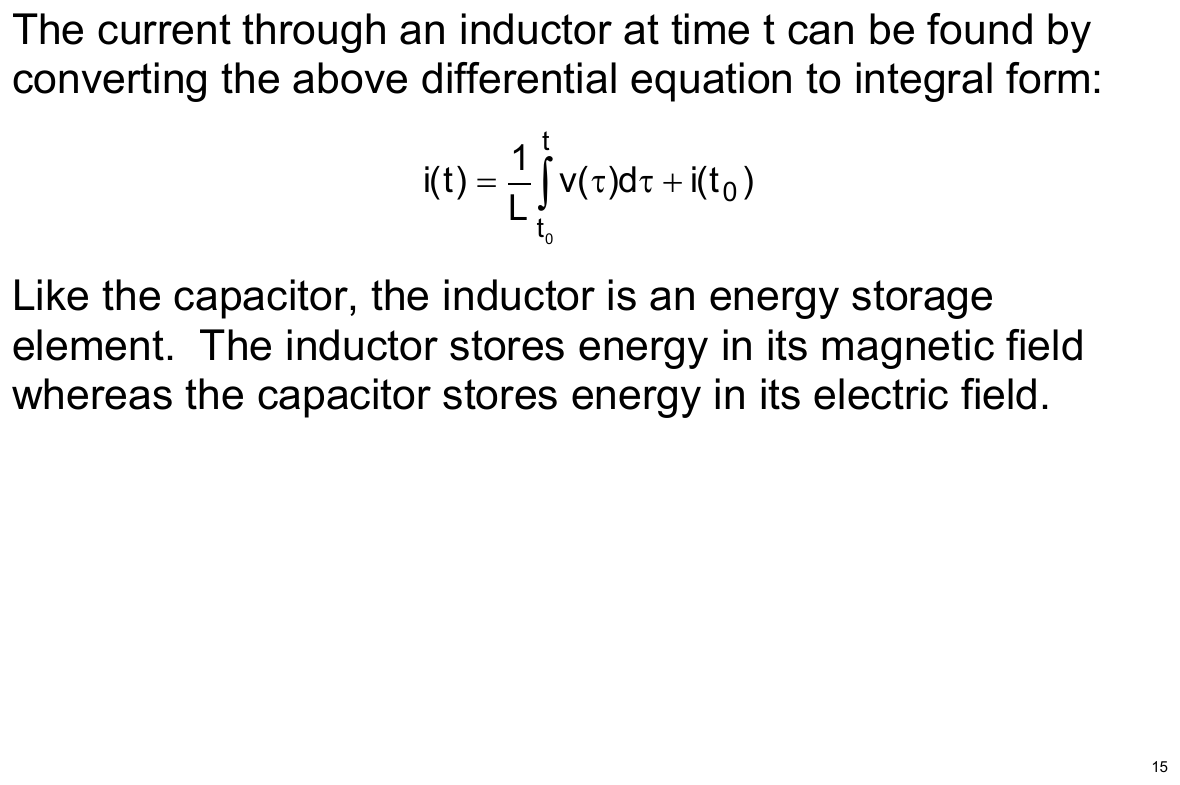 The current through an inductor at time t can be found by
converting the above differential equation to integral form:
i(t) = 1/L ∫_{t₀}^{t} v(τ)dτ + i(t₀)
Like the capacitor, the inductor is an energy storage
element.  The inductor stores energy in its magnetic field
whereas the capacitor stores energy in its electric field.
15